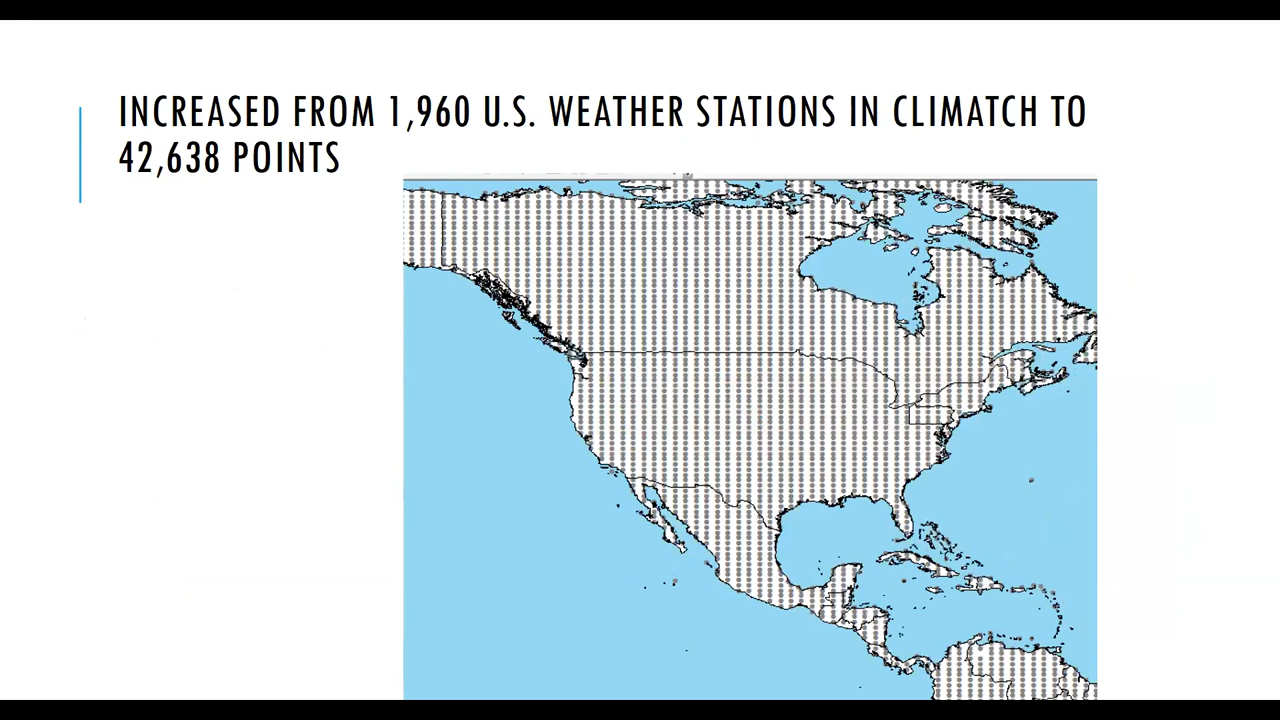 INCREASED FROM 1,960 U.S. WEATHER STATIONS IN CLIMATCH TO
42,638 POINTS